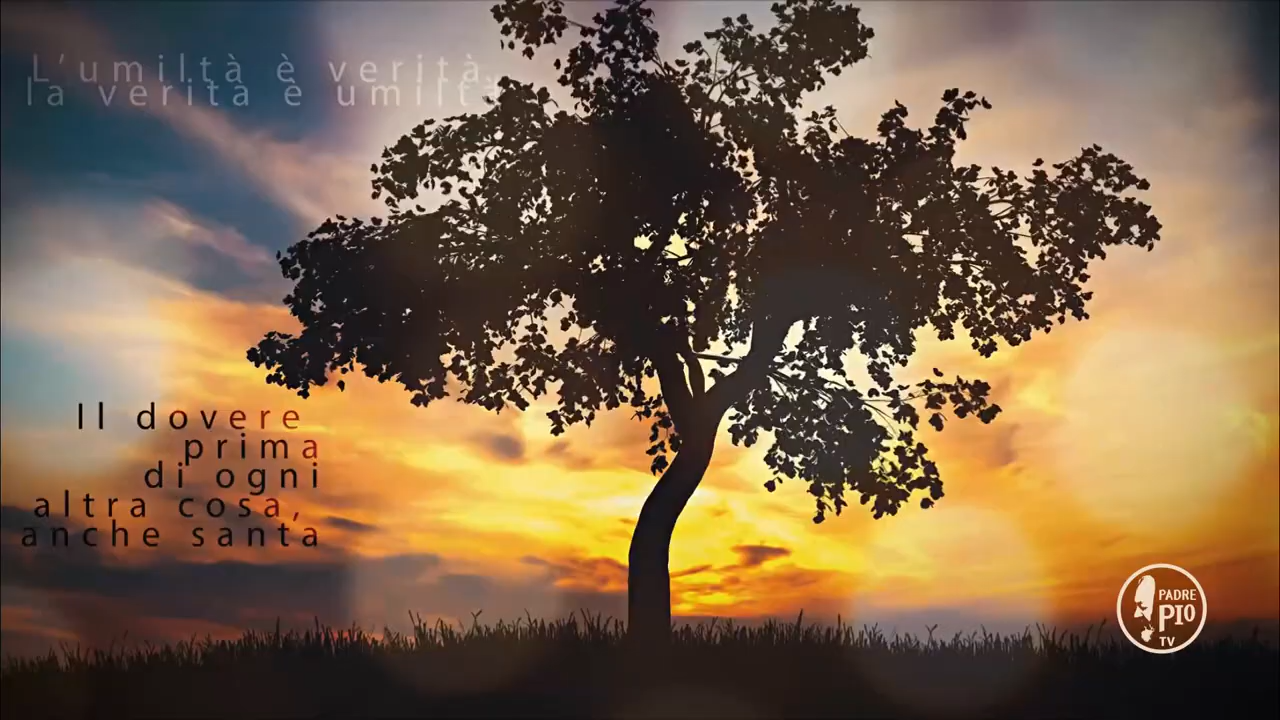 L'umiltà è verità,
la verità è umiltà
Il dovere
prima
di ogni
altra cosa,
anche santa
PADRE
PIO
TV